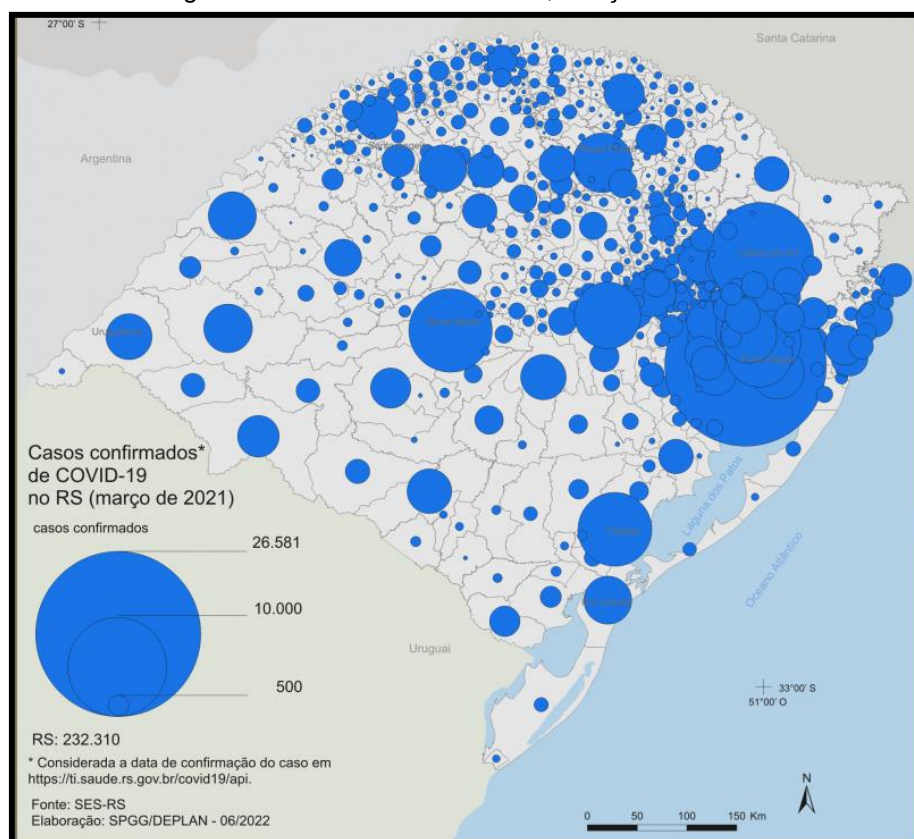 27°00' S
Santa Catarina
Argentina
Uruguai
Laguna dos Patos
Oceano Atlântico
33°00' S
51°00' O
Casos confirmados*
de COVID-19
no RS (março de 2021)
casos confirmados
26.581
10.000
500
RS: 232.310
* Considerada a data de confirmação do caso em
https://ti.saude.rs.gov.br/covid19/api.
Fonte: SES-RS
Elaboração: SPGG/DEPLAN - 06/2022
N
0 50 100 150 Km